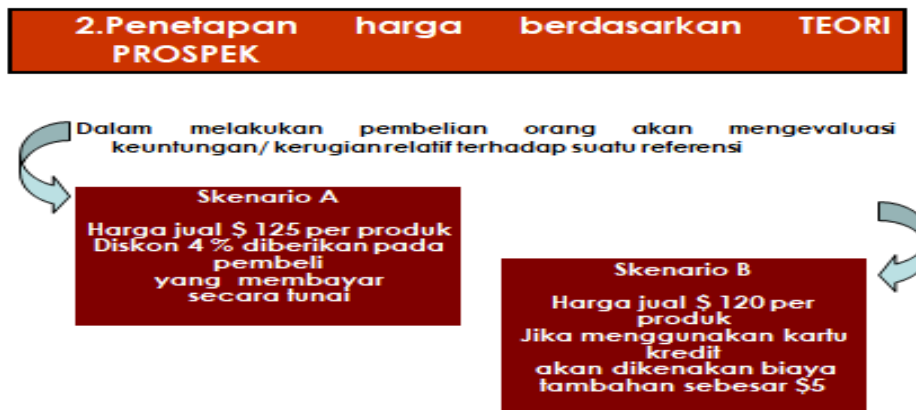 2.Penetapan harga berdasarkan TEORI
PROSPEK
Dalam melakukan pembelian orang akan mengevaluasi
keuntungan/ kerugian relatif terhadap suatu referensi
Skenario A
Harga jual $ 125 per produk
Diskon 4 % diberikan pada
pembeli
yang membayar
secara tunai
Skenario B
Harga jual $ 120 per
produk
Jika menggunakan kartu
kredit
akan dikenakan biaya
tambahan sebesar $5